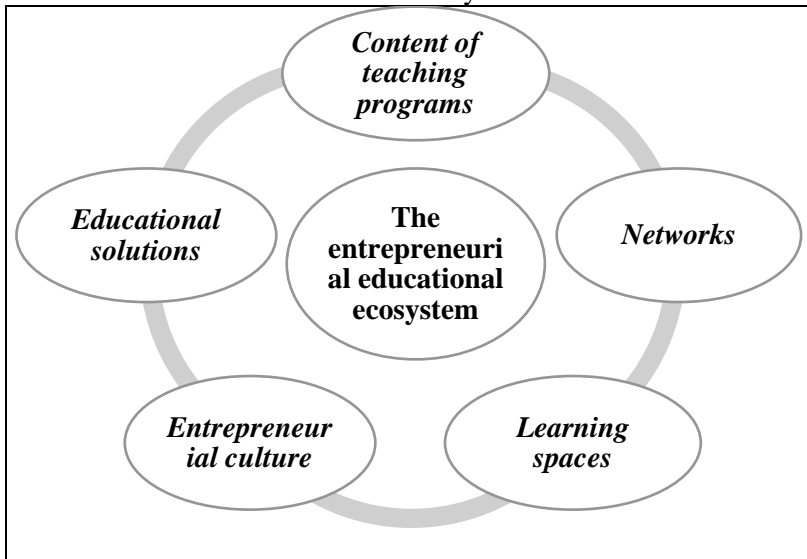 Content of
teaching
programs
Educational
solutions
The
entrepreneuri
al educational
ecosystem
Networks
Entrepreneur
ial culture
Learning
spaces